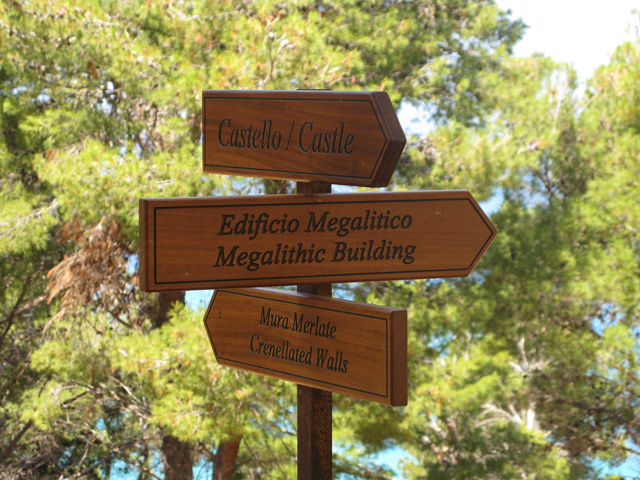 Castello / Castle
Edificio Megalitico
Megalithic Building
Mura Merlate
Crenellated Walls